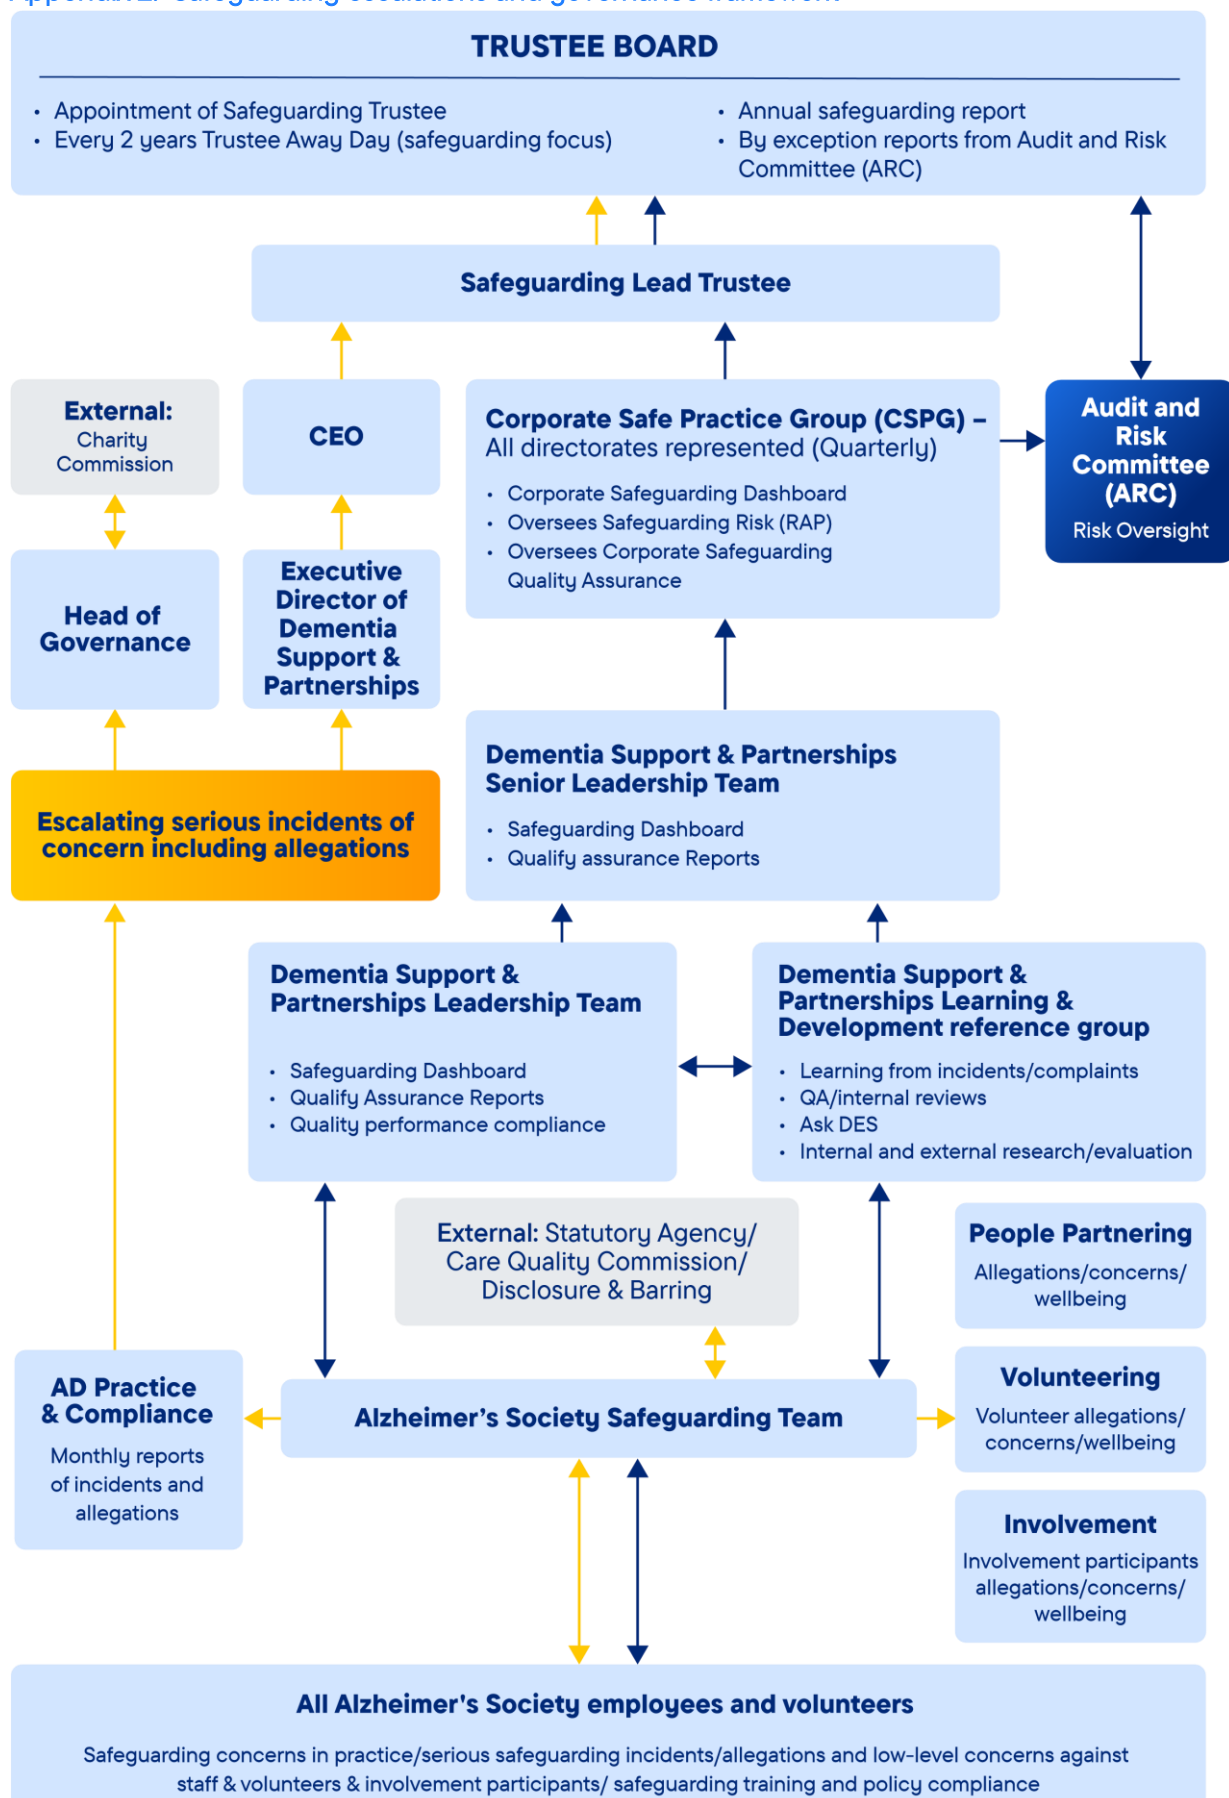 Appendix 2: Safeguarding escalations and governance framework
TRUSTEE BOARD
• Appointment of Safeguarding Trustee
• Every 2 years Trustee Away Day (safeguarding focus)
• Annual safeguarding report
• By exception reports from Audit and Risk
Committee (ARC)
Safeguarding Lead Trustee
External:
Charity
Commission
CEO
Corporate Safe Practice Group (CSPG) –
All directorates represented (Quarterly)
• Corporate Safeguarding Dashboard
• Oversees Safeguarding Risk (RAP)
• Oversees Corporate Safeguarding
Quality Assurance
Audit and
Risk
Committee
(ARC)
Risk Oversight
Head of
Governance
Executive
Director of
Dementia
Support &
Partnerships
Escalating serious incidents of
concern including allegations
Dementia Support & Partnerships
Senior Leadership Team
• Safeguarding Dashboard
• Qualify assurance Reports
Dementia Support &
Partnerships Leadership Team
• Safeguarding Dashboard
• Qualify Assurance Reports
• Quality performance compliance
Dementia Support &
Partnerships Learning &
Development reference group
• Learning from incidents/complaints
• QA/internal reviews
• Ask DES
• Internal and external research/evaluation
External: Statutory Agency/
Care Quality Commission/
Disclosure & Barring
People Partnering
Allegations/concerns/
wellbeing
AD Practice
& Compliance
Monthly reports
of incidents and
allegations
Alzheimer’s Society Safeguarding Team
Volunteering
Volunteer allegations/
concerns/wellbeing
Involvement
Involvement participants
allegations/concerns/
wellbeing
All Alzheimer's Society employees and volunteers
Safeguarding concerns in practice/serious safeguarding incidents/allegations and low-level concerns against
staff & volunteers & involvement participants/ safeguarding training and policy compliance